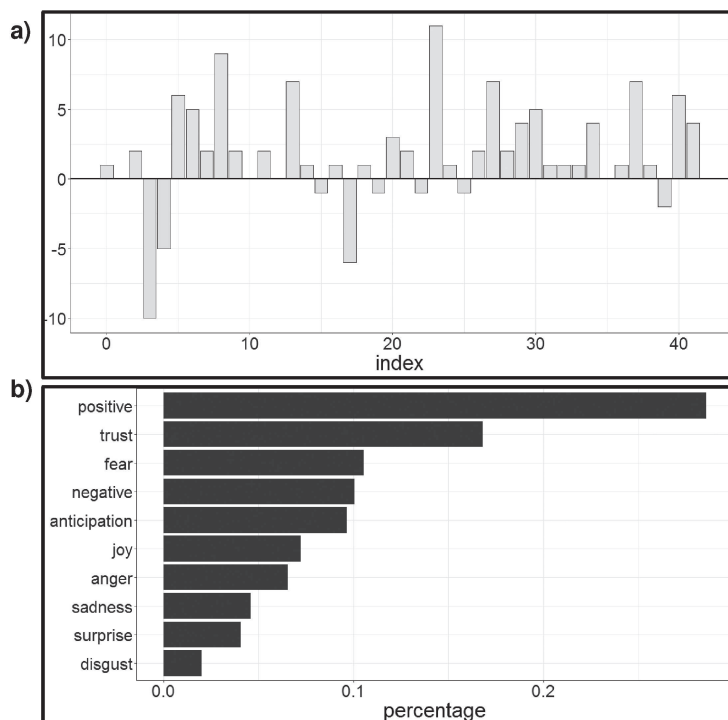 a)
10
5
0
-5
-10
0 10 20 30 40
index
b)
positive
trust
fear
negative
anticipation
joy
anger
sadness
surprise
disgust
0.0 0.1 0.2
percentage